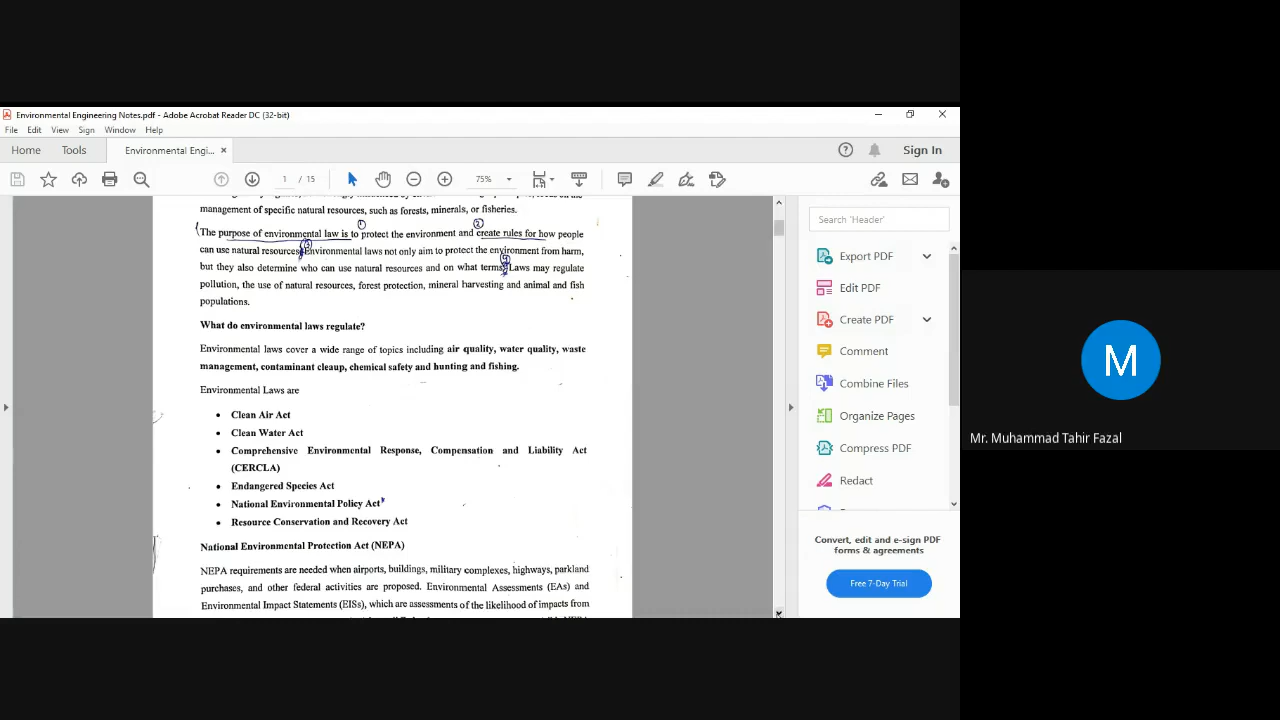 Environmental Engineering Notes.pdf - Adobe Acrobat Reader DC (32-bit)
File Edit View Sign Window Help
Home Tools Environmental Engi... × Sign In
1 / 15 75%
management of specific natural resources, such as forests, minerals, or fisheries.
① ②
The purpose of environmental law is to protect the environment and create rules for how people
can use natural resources. Environmental laws not only aim to protect the environment from harm,
but they also determine who can use natural resources and on what terms. Laws may regulate
pollution, the use of natural resources, forest protection, mineral harvesting and animal and fish
populations.
What do environmental laws regulate?
Environmental laws cover a wide range of topics including air quality, water quality, waste
management, contaminant cleaup, chemical safety and hunting and fishing.
Environmental Laws are
• Clean Air Act
• Clean Water Act
• Comprehensive Environmental Response, Compensation and Liability Act
(CERCLA)
• Endangered Species Act
• National Environmental Policy Act
• Resource Conservation and Recovery Act
National Environmental Protection Act (NEPA)
NEPA requirements are needed when airports, buildings, military complexes, highways, parkland
purchases, and other federal activities are proposed. Environmental Assessments (EAs) and
Environmental Impact Statements (EISs), which are assessments of the likelihood of impacts from
Search 'Header'
Export PDF
Edit PDF
Create PDF
Comment
Combine Files
Organize Pages
Compress PDF
Redact
Convert, edit and e-sign PDF
forms & agreements
Free 7-Day Trial
M
Mr. Muhammad Tahir Fazal